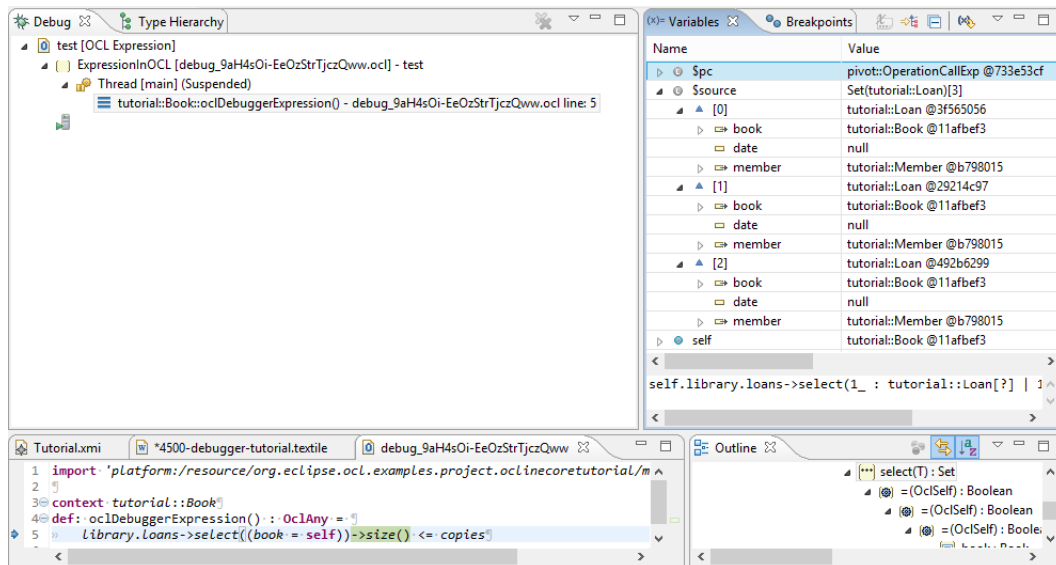 Debug
Type Hierarchy
test [OCL Expression]
ExpressionInOCL [debug_9aH4sOi-EeOzStrTjczQww.ocl] - test
Thread [main] (Suspended)
tutorial::Book::oclDebuggerExpression() - debug_9aH4sOi-EeOzStrTjczQww.ocl line: 5
(x)= Variables
Breakpoints
Name Value
$pc pivot::OperationCallExp @733e53cf
$source Set(tutorial::Loan)[3]
[0] tutorial::Loan @3f565056
book tutorial::Book @11afbef3
date null
member tutorial::Member @b798015
[1] tutorial::Loan @29214c97
book tutorial::Book @11afbef3
date null
member tutorial::Member @b798015
[2] tutorial::Loan @492b6299
book tutorial::Book @11afbef3
date null
member tutorial::Member @b798015
self tutorial::Book @11afbef3
self.library.loans->select(1_ : tutorial::Loan[?] | 1
Tutorial.xmi
*4500-debugger-tutorial.textile
debug_9aH4sOi-EeOzStrTjczQww
1 import 'platform:/resource/org.eclipse.ocl.examples.project.oclinecoretutorial/m
2
3 context tutorial::Book
4 def: oclDebuggerExpression() : OclAny =
5 library.loans->select((book = self))->size() <= copies
Outline
select(T) : Set
=(OclSelf) : Boolean
=(OclSelf) : Boolean
=(OclSelf) : Boole